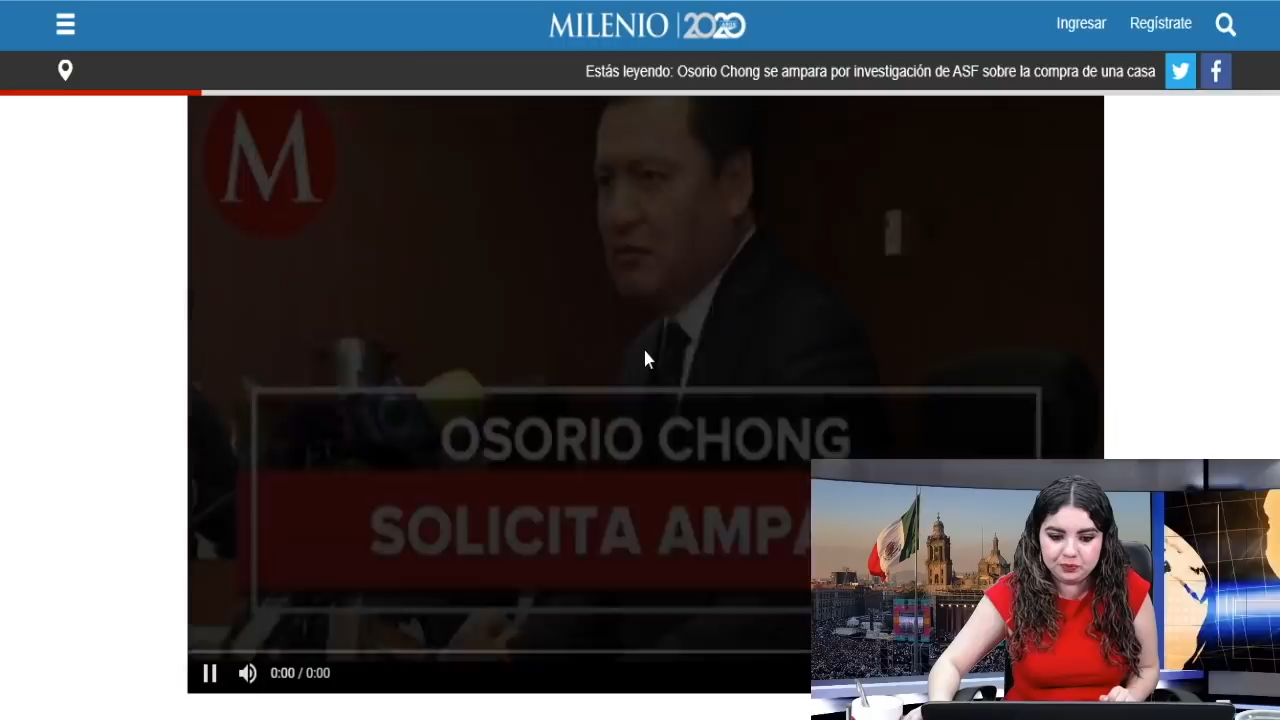 MILENIO | 2020
Ingresar
Regístrate
Estás leyendo: Osorio Chong se ampara por investigación de ASF sobre la compra de una casa
M
OSORIO CHONG
SOLICITA AMPA
0:00 / 0:00